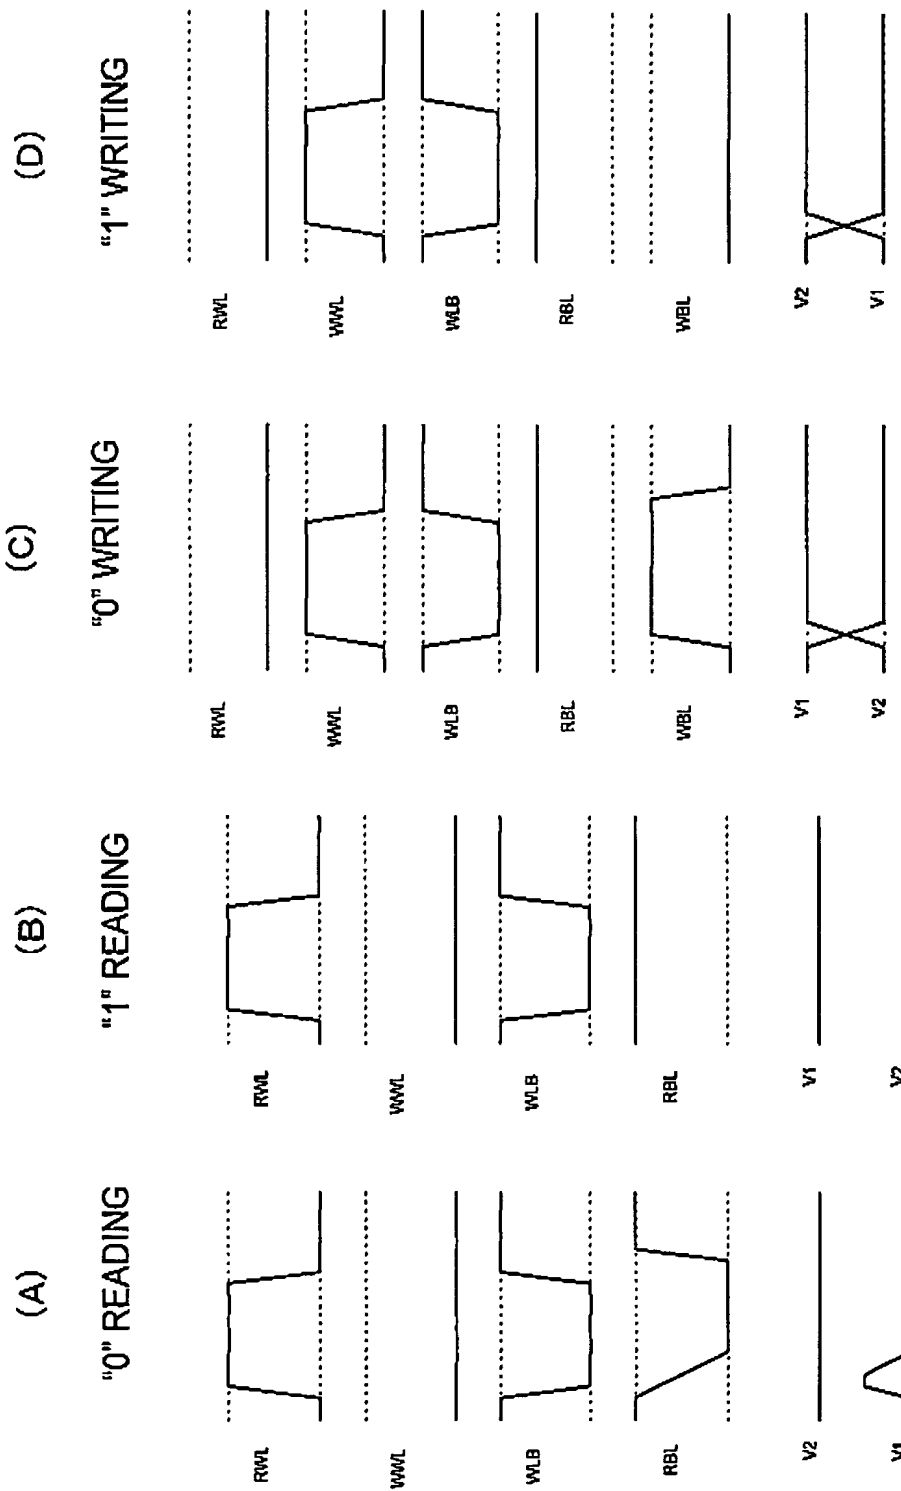 (A)
"0" READING
RWL
WWL
WLB
RBL
V2
V1
(B)
"1" READING
RWL
WWL
WLB
RBL
V1
V2
(C)
"0" WRITING
RWL
WWL
WLB
RBL
WBL
V1
V2
(D)
"1" WRITING
RWL
WWL
WLB
RBL
WBL
V2
V1